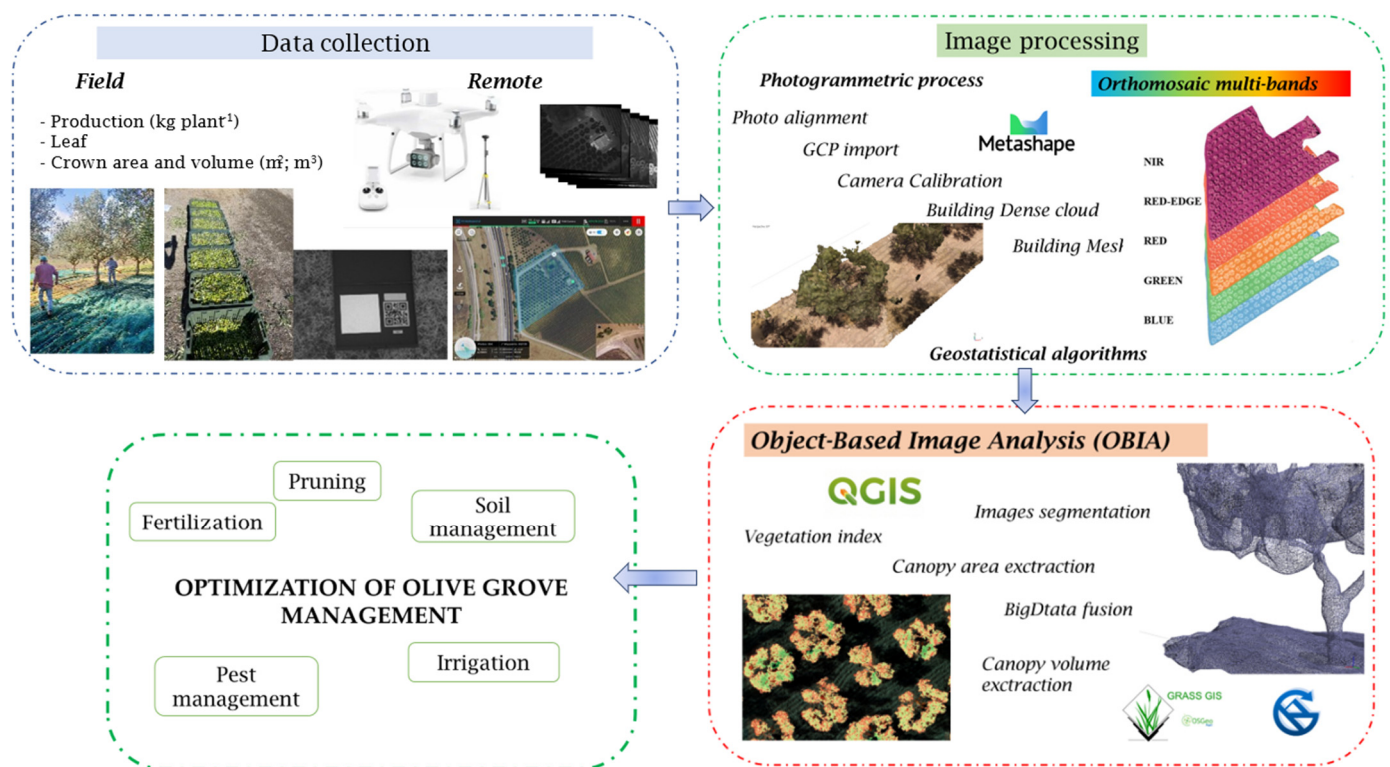 Data collection
Field
Remote
- Production (kg plant⁻¹)
- Leaf
- Crown area and volume (m²; m³)
Image processing
Photogrammetric process
Orthomosaic multi-bands
Photo alignment
GCP import
Metashape
Camera Calibration
Building Dense cloud
Building Mesh
NIR
RED-EDGE
RED
GREEN
BLUE
Geostatistical algorithms
Object-Based Image Analysis (OBIA)
QGIS
Images segmentation
Vegetation index
Canopy area exctraction
BigDtata fusion
Canopy volume
exctraction
GRASS GIS
OSGeo
Pruning
Fertilization
Soil
management
OPTIMIZATION OF OLIVE GROVE
MANAGEMENT
Irrigation
Pest
management